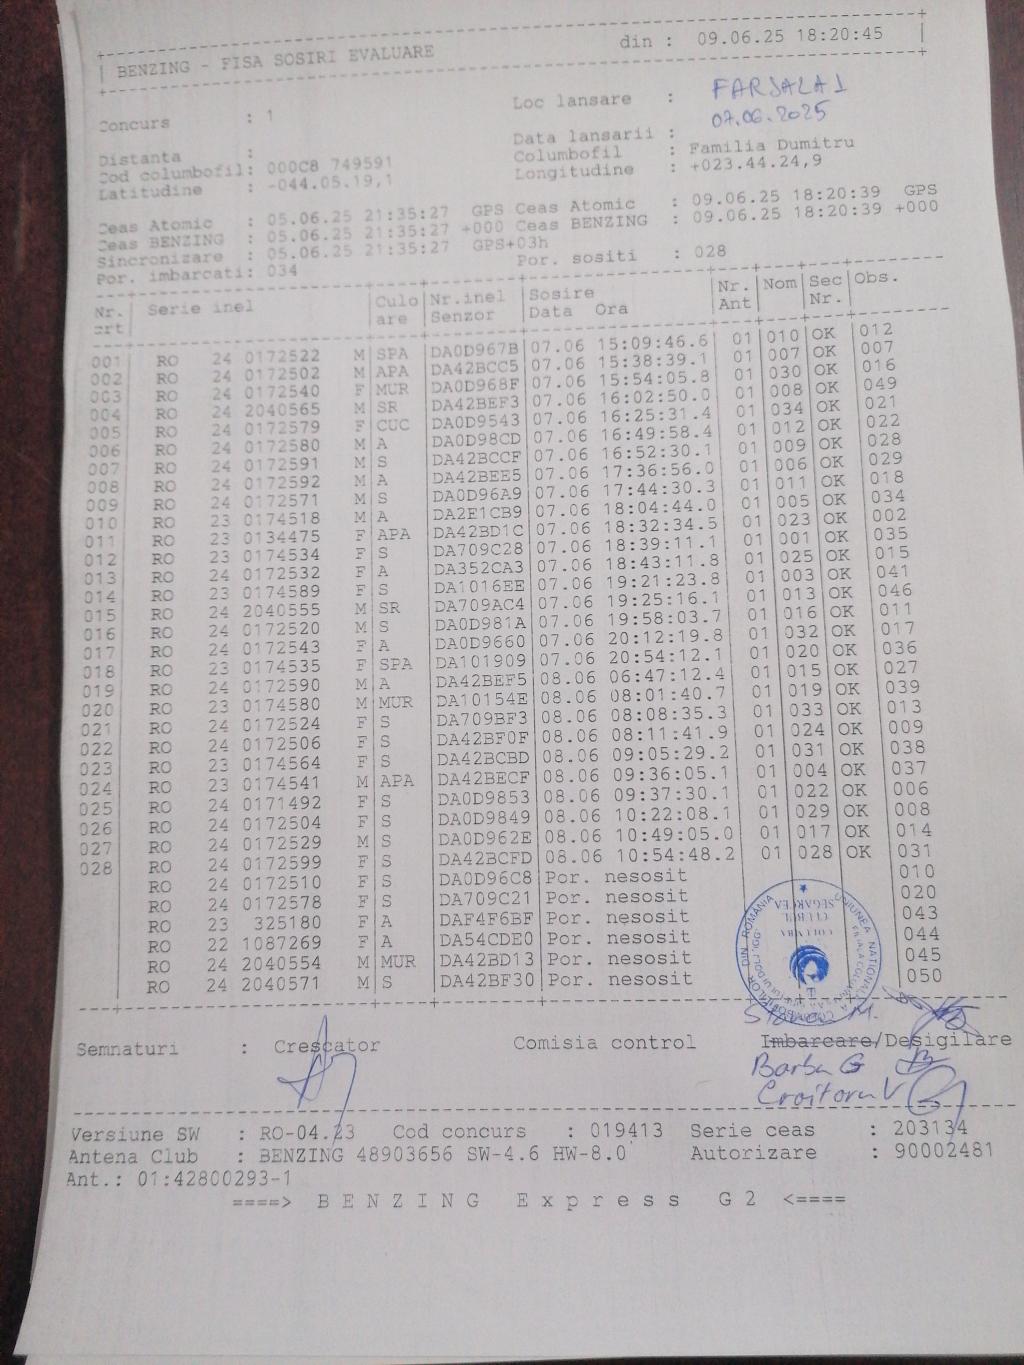 BENZING - FISA SOSIRI EVALUARE din : 09.06.25 18:20:45
Concurs : 1 Loc lansare : FARSALA 1
Data lansarii : 07.06.2025
Distanta : Columbofil : Familia Dumitru
Cod columbofil: 000C8 749591 Longitudine : +023.44.24,9
Latitudine : -044.05.19,1
Ceas Atomic : 05.06.25 21:35:27 GPS Ceas Atomic : 09.06.25 18:20:39 GPS
Ceas BENZING : 05.06.25 21:35:27 +000 Ceas BENZING : 09.06.25 18:20:39 +000
Sincronizare : 05.06.25 21:35:27 GPS+03h
Por. imbarcati: 034 Por. sositi : 028
Nr. Serie inel Culo Nr.inel Sosire Nr. Nom Sec Obs.
crt are Senzor Data Ora Ant Nr.
001 RO 24 0172522 M SPA DA0D967B 07.06 15:09:46.6 01 010 OK 012
002 RO 24 0172502 M APA DA42BCC5 07.06 15:38:39.1 01 007 OK 007
003 RO 24 0172540 F MUR DA0D968F 07.06 15:54:05.8 01 030 OK 016
004 RO 24 2040565 M SR DA42BEF3 07.06 16:02:50.0 01 008 OK 049
005 RO 24 0172579 F CUC DA0D9543 07.06 16:25:31.4 01 034 OK 021
006 RO 24 0172580 M A DA0D98CD 07.06 16:49:58.4 01 012 OK 022
007 RO 24 0172591 M S DA42BCCF 07.06 16:52:30.1 01 009 OK 028
008 RO 24 0172592 M A DA42BEE5 07.06 17:36:56.0 01 006 OK 029
009 RO 24 0172571 M S DA0D96A9 07.06 17:44:30.3 01 011 OK 018
010 RO 23 0174518 M A DA2E1CB9 07.06 18:04:44.0 01 005 OK 034
011 RO 23 0134475 F APA DA42BD1C 07.06 18:32:34.5 01 023 OK 002
012 RO 23 0174534 F S DA709C28 07.06 18:39:11.1 01 001 OK 035
013 RO 24 0172532 F A DA352CA3 07.06 18:43:11.8 01 025 OK 015
014 RO 23 0174589 F S DA1016EE 07.06 19:21:23.8 01 003 OK 041
015 RO 24 2040555 M SR DA709AC4 07.06 19:25:16.1 01 013 OK 046
016 RO 24 0172520 M S DA0D981A 07.06 19:58:03.7 01 016 OK 011
017 RO 24 0172543 F A DA0D9660 07.06 20:12:19.8 01 032 OK 017
018 RO 23 0174535 F SPA DA101909 07.06 20:54:12.1 01 020 OK 036
019 RO 24 0172590 M A DA42BEF5 08.06 06:47:12.4 01 015 OK 027
020 RO 23 0174580 M MUR DA10154E 08.06 08:01:40.7 01 019 OK 039
021 RO 24 0172524 F S DA709BF3 08.06 08:08:35.3 01 033 OK 013
022 RO 24 0172506 F S DA42BF0F 08.06 08:11:41.9 01 024 OK 009
023 RO 23 0174564 F S DA42BCBD 08.06 09:05:29.2 01 031 OK 038
024 RO 23 0174541 M APA DA42BECF 08.06 09:36:05.1 01 004 OK 037
025 RO 24 0171492 F S DA0D9853 08.06 09:37:30.1 01 022 OK 006
026 RO 24 0172504 F S DA0D9849 08.06 10:22:08.1 01 029 OK 008
027 RO 24 0172529 M S DA0D962E 08.06 10:49:05.0 01 017 OK 014
028 RO 24 0172599 F S DA42BCFD 08.06 10:54:48.2 01 028 OK 031
RO 24 0172510 F S DA0D96C8 Por. nesosit 010
RO 24 0172578 F S DA709C21 Por. nesosit 020
RO 23 325180 F A DAF4F6BF Por. nesosit 043
RO 22 1087269 F A DA54CDE0 Por. nesosit 044
RO 24 2040554 M MUR DA42BD13 Por. nesosit 045
RO 24 2040571 M S DA42BF30 Por. nesosit 050
UNIUNEA NATIONALA A COLUMBOFILILOR DIN ROMANIA
CLUBUL COLUMBA SEGARCEA
Semnaturi : Crescator Comisia control Imbarcare/Desigilare
Barbu G
Croitoru V
Versiune SW : RO-04.23 Cod concurs : 019413 Serie ceas : 203134
Antena Club : BENZING 48903656 SW-4.6 HW-8.0 Autorizare : 90002481
Ant.: 01:42800293-1
====> B E N Z I N G E x p r e s s G 2 <====